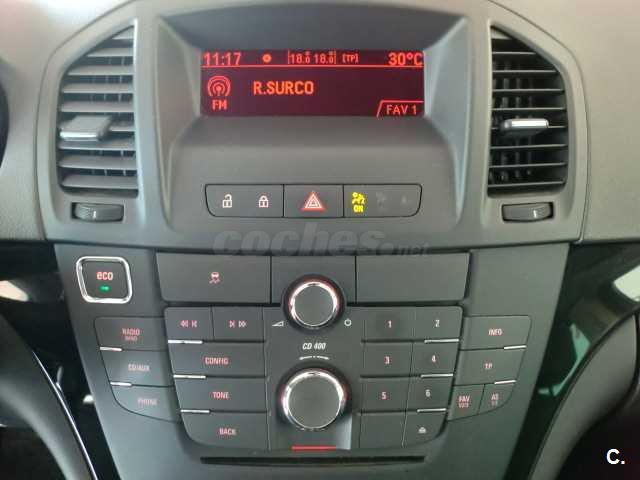 11:17 18.0 18.0 [TP] 30°C
FM R.SURCO
FAV 1
ON
coches.net
eco
RADIO BAND
CD/AUX
PHONE
CONFIG
TONE
BACK
CD 400
1 2
3 4
5 6
INFO
TP
FAV 1/2/3
AS 1/2
C.